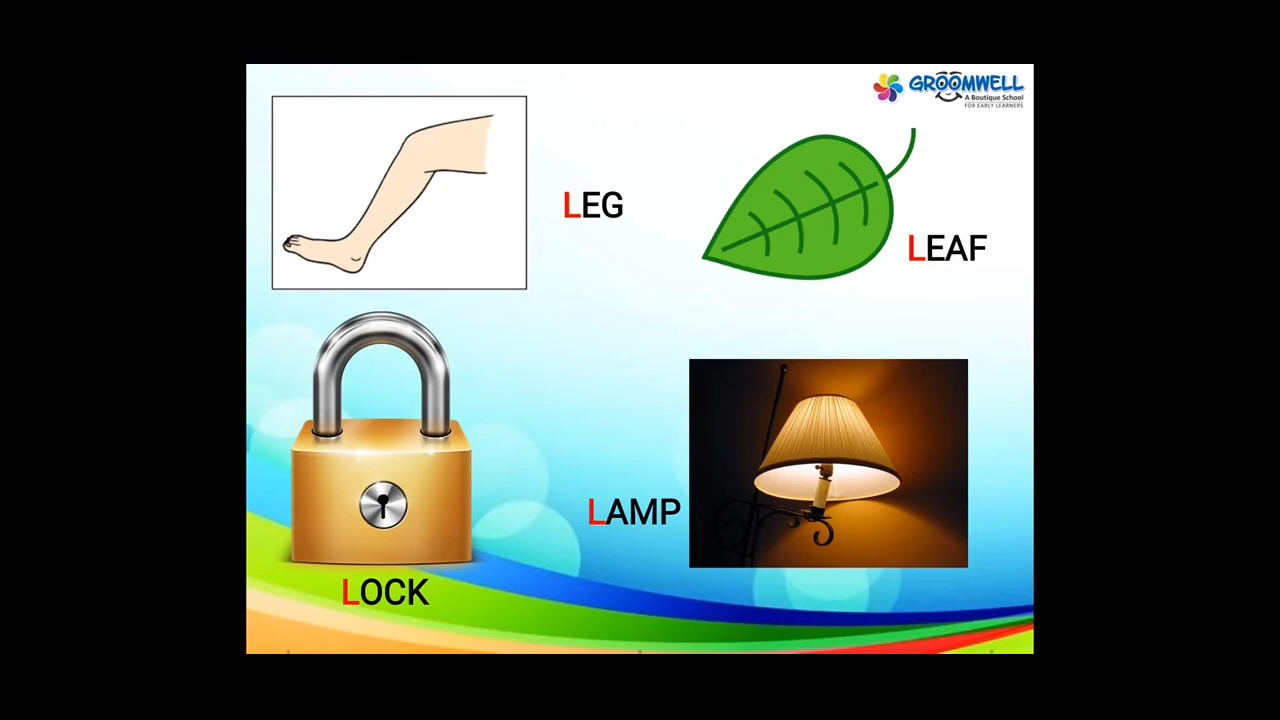 GROOMWELL
A Boutique School
FOR EARLY LEARNERS
LEG
LEAF
LAMP
LOCK